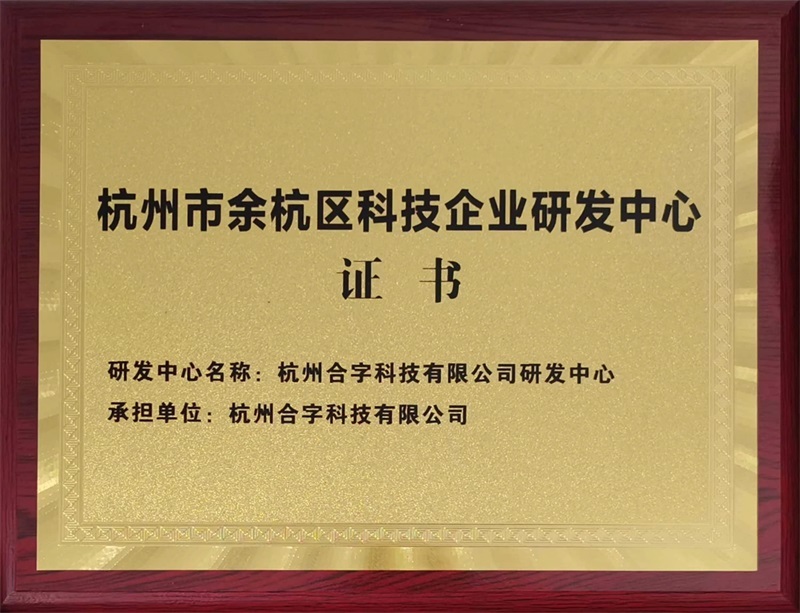 杭州市余杭区科技企业研发中心
证 书
研发中心名称：杭州合字科技有限公司研发中心
承担单位：杭州合字科技有限公司